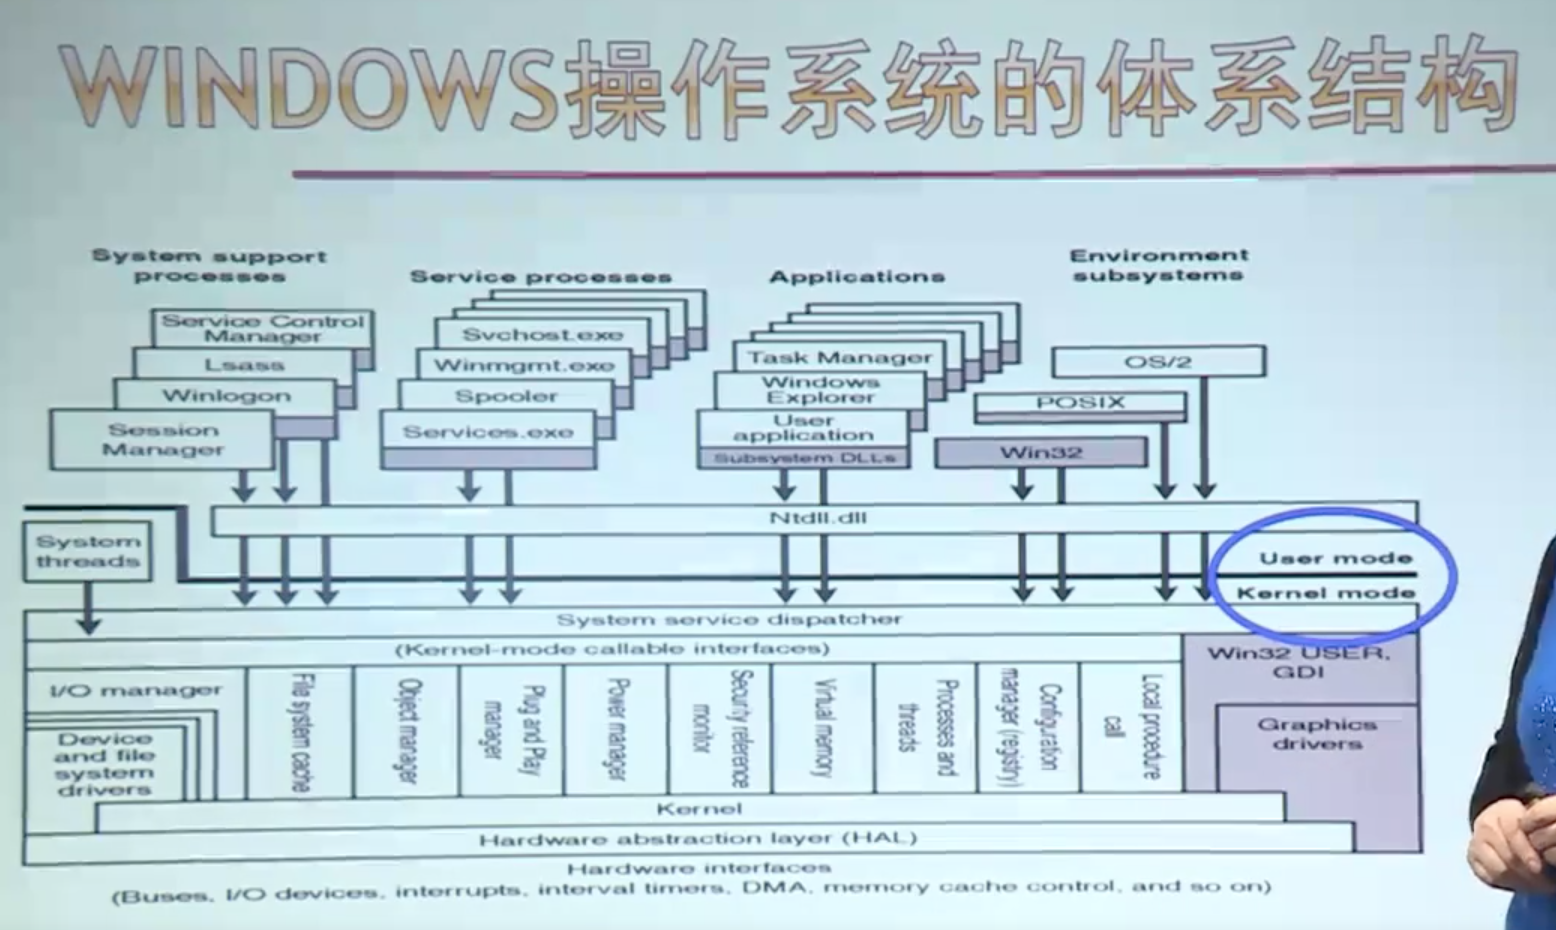 WINDOWS操作系统的体系结构
System support
processes
Service processes
Applications
Environment
subsystems
Service Control
Manager
Lsass
Winlogon
Session
Manager
Svchost.exe
Winmgmt.exe
Spooler
Services.exe
Task Manager
Windows
Explorer
User
application
Subsystem DLLs
OS/2
POSIX
Win32
System
threads
Ntdll.dll
User mode
Kernel mode
System service dispatcher
(Kernel-mode callable interfaces)
Win32 USER,
GDI
I/O manager
Device
and file
system
drivers
File system cache
Object manager
Plug and Play
manager
Power manager
Security reference
monitor
Virtual memory
Processes and
threads
Configuration
manager (registry)
Local procedure
call
Graphics
drivers
Kernel
Hardware abstraction layer (HAL)
Hardware interfaces
(Buses, I/O devices, interrupts, interval timers, DMA, memory cache control, and so on)